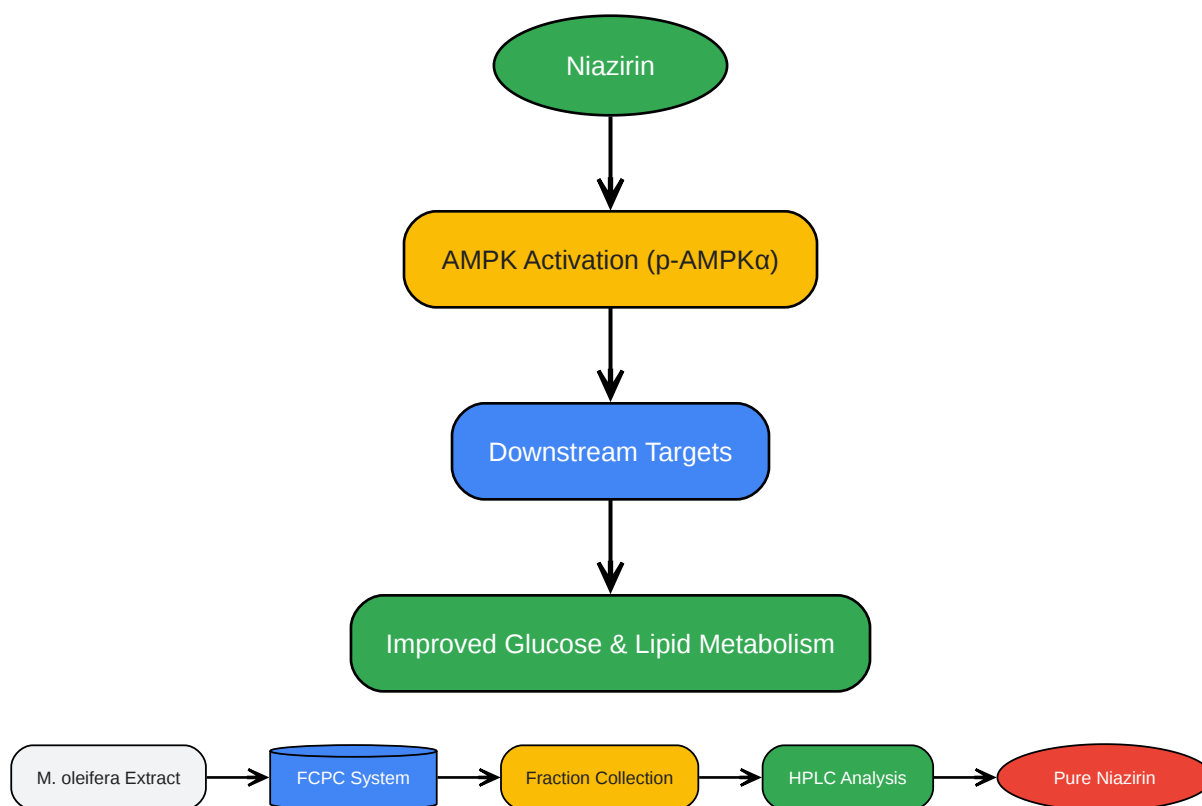 Niazirin
AMPK Activation (p-AMPKα)
Downstream Targets
Improved Glucose & Lipid Metabolism
M. oleifera Extract
FCPC System
Fraction Collection
HPLC Analysis
Pure Niazirin